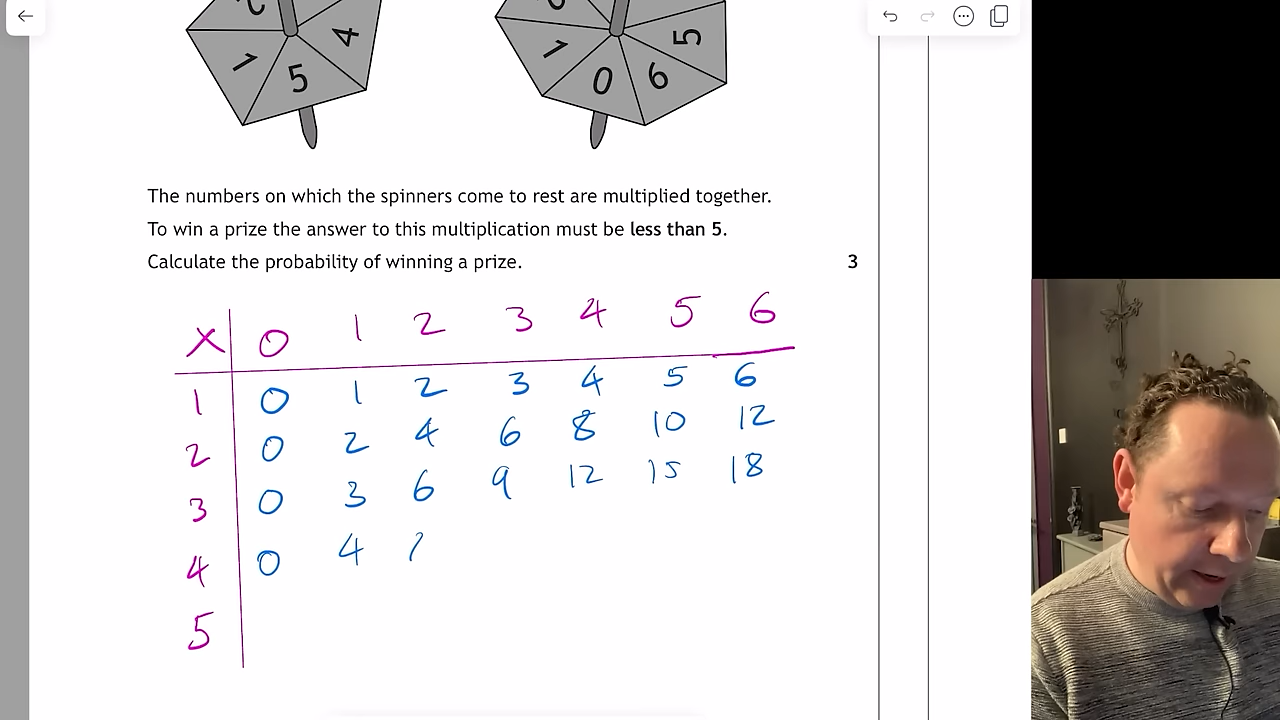 1 5 4
1 0 6 5
The numbers on which the spinners come to rest are multiplied together.
To win a prize the answer to this multiplication must be less than 5.
Calculate the probability of winning a prize. 3
X 0 1 2 3 4 5 6
1 0 1 2 3 4 5 6
2 0 2 4 6 8 10 12
3 0 3 6 9 12 15 18
4 0 4
5